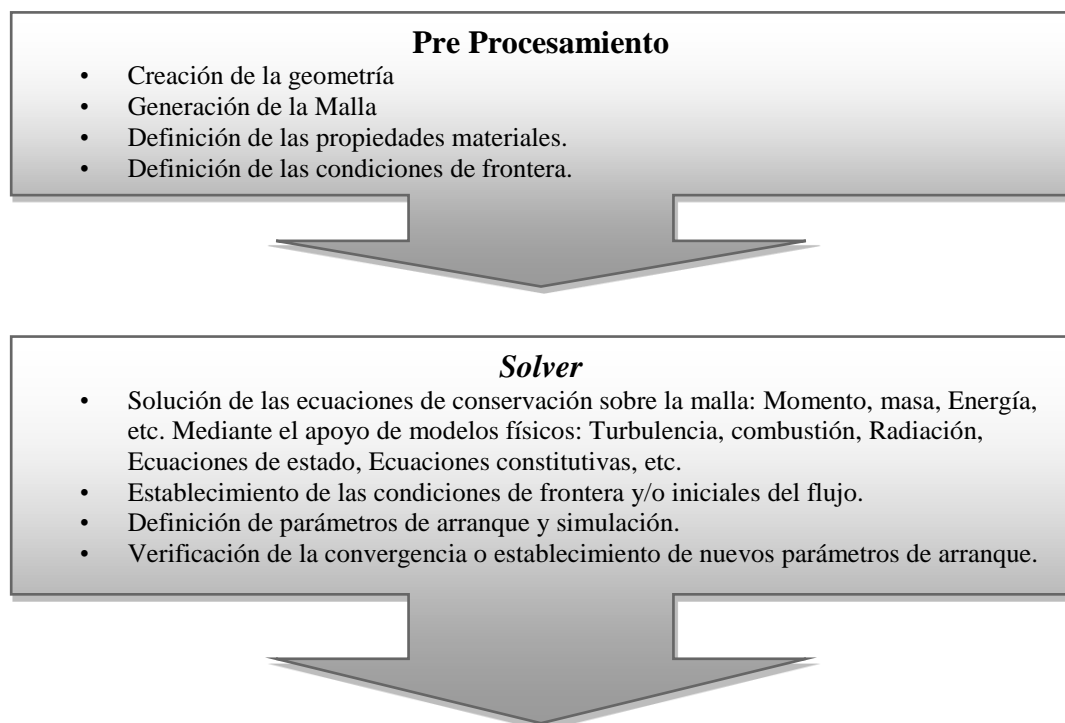 Pre Procesamiento
• Creación de la geometría
• Generación de la Malla
• Definición de las propiedades materiales.
• Definición de las condiciones de frontera.
Solver
• Solución de las ecuaciones de conservación sobre la malla: Momento, masa, Energía,
etc. Mediante el apoyo de modelos físicos: Turbulencia, combustión, Radiación,
Ecuaciones de estado, Ecuaciones constitutivas, etc.
• Establecimiento de las condiciones de frontera y/o iniciales del flujo.
• Definición de parámetros de arranque y simulación.
• Verificación de la convergencia o establecimiento de nuevos parámetros de arranque.